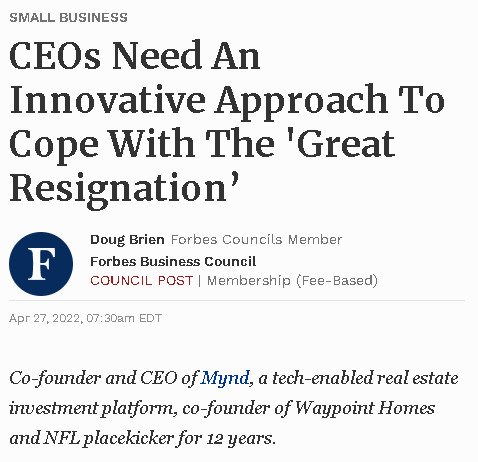 SMALL BUSINESS
CEOs Need An
Innovative Approach To
Cope With The 'Great
Resignation’
F
Doug Brien Forbes Councils Member
Forbes Business Council
COUNCIL POST | Membership (Fee-Based)
Apr 27, 2022, 07:30am EDT
Co-founder and CEO of Mynd, a tech-enabled real estate
investment platform, co-founder of Waypoint Homes
and NFL placekicker for 12 years.